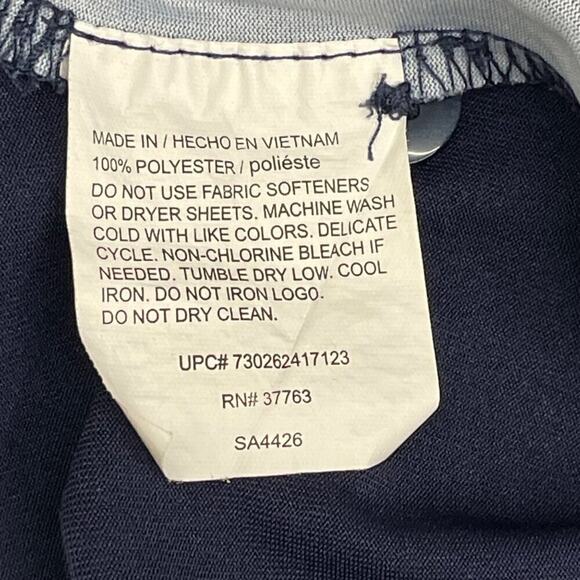 MADE IN / HECHO EN VIETNAM
100% POLYESTER / poliéste
DO NOT USE FABRIC SOFTENERS
OR DRYER SHEETS. MACHINE WASH
COLD WITH LIKE COLORS. DELICATE
CYCLE. NON-CHLORINE BLEACH IF
NEEDED. TUMBLE DRY LOW. COOL
IRON. DO NOT IRON LOGO.
DO NOT DRY CLEAN.
UPC# 730262417123
RN# 37763
SA4426